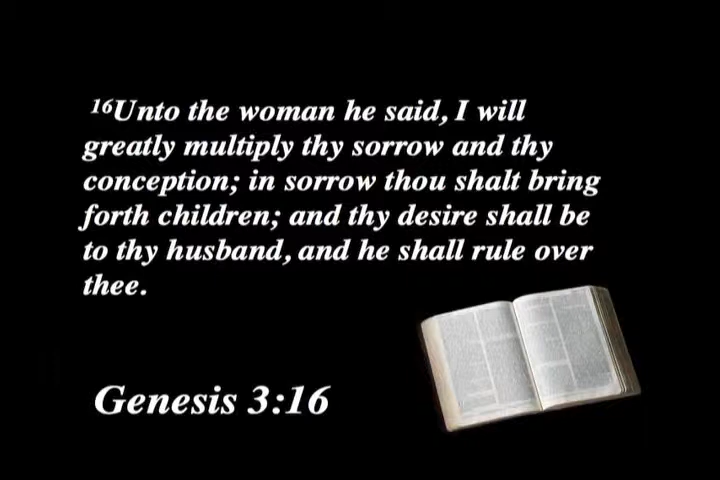 ¹⁶Unto the woman he said, I will
greatly multiply thy sorrow and thy
conception; in sorrow thou shalt bring
forth children; and thy desire shall be
to thy husband, and he shall rule over
thee.
Genesis 3:16